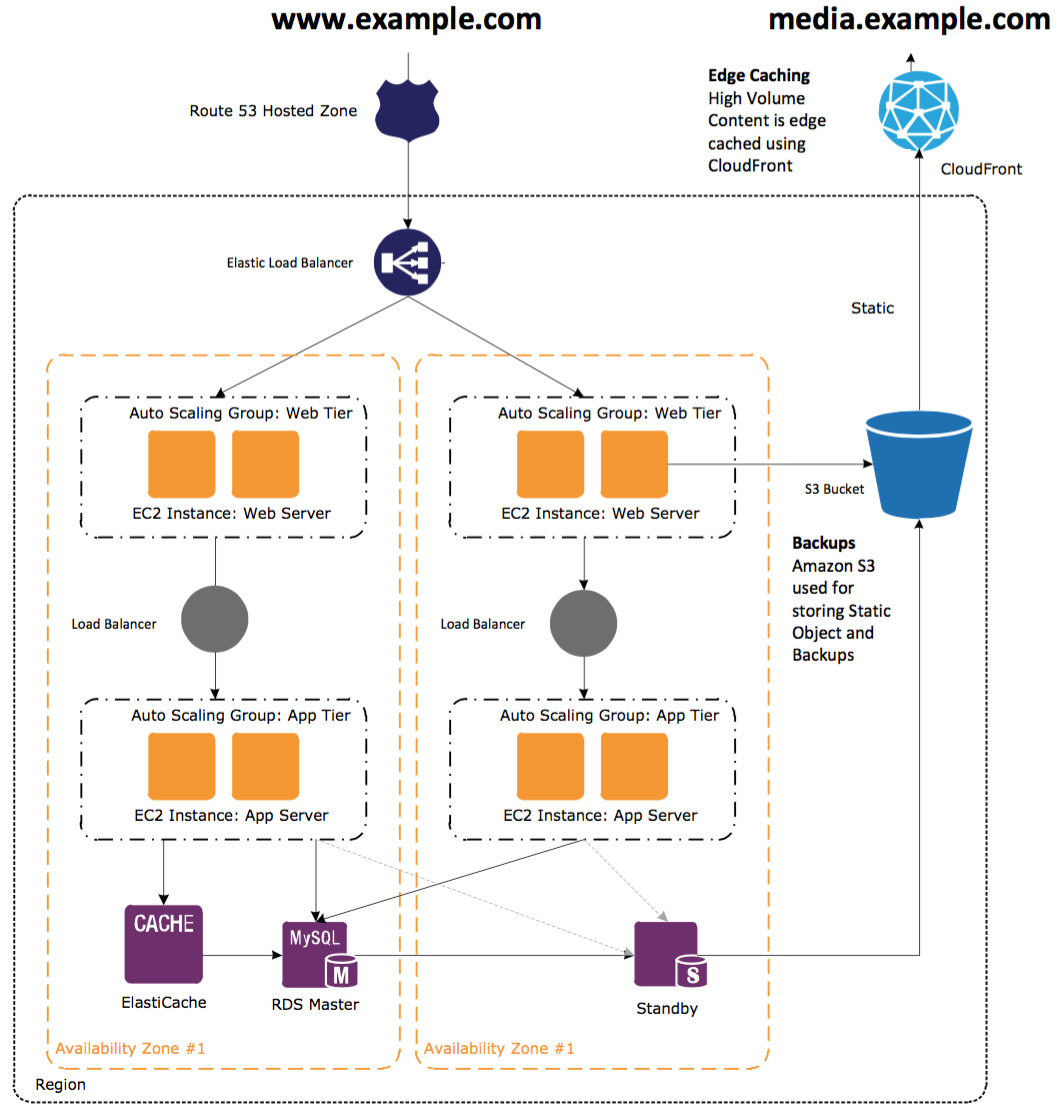 www.example.com
media.example.com
Route 53 Hosted Zone
Edge Caching
High Volume
Content is edge
cached using
CloudFront
CloudFront
Elastic Load Balancer
Static
Auto Scaling Group: Web Tier
EC2 Instance: Web Server
Auto Scaling Group: Web Tier
EC2 Instance: Web Server
S3 Bucket
Backups
Amazon S3
used for
storing Static
Object and
Backups
Load Balancer
Load Balancer
Auto Scaling Group: App Tier
EC2 Instance: App Server
Auto Scaling Group: App Tier
EC2 Instance: App Server
CACHE
ElastiCache
MySQL
M
RDS Master
S
Standby
Availability Zone #1
Availability Zone #1
Region